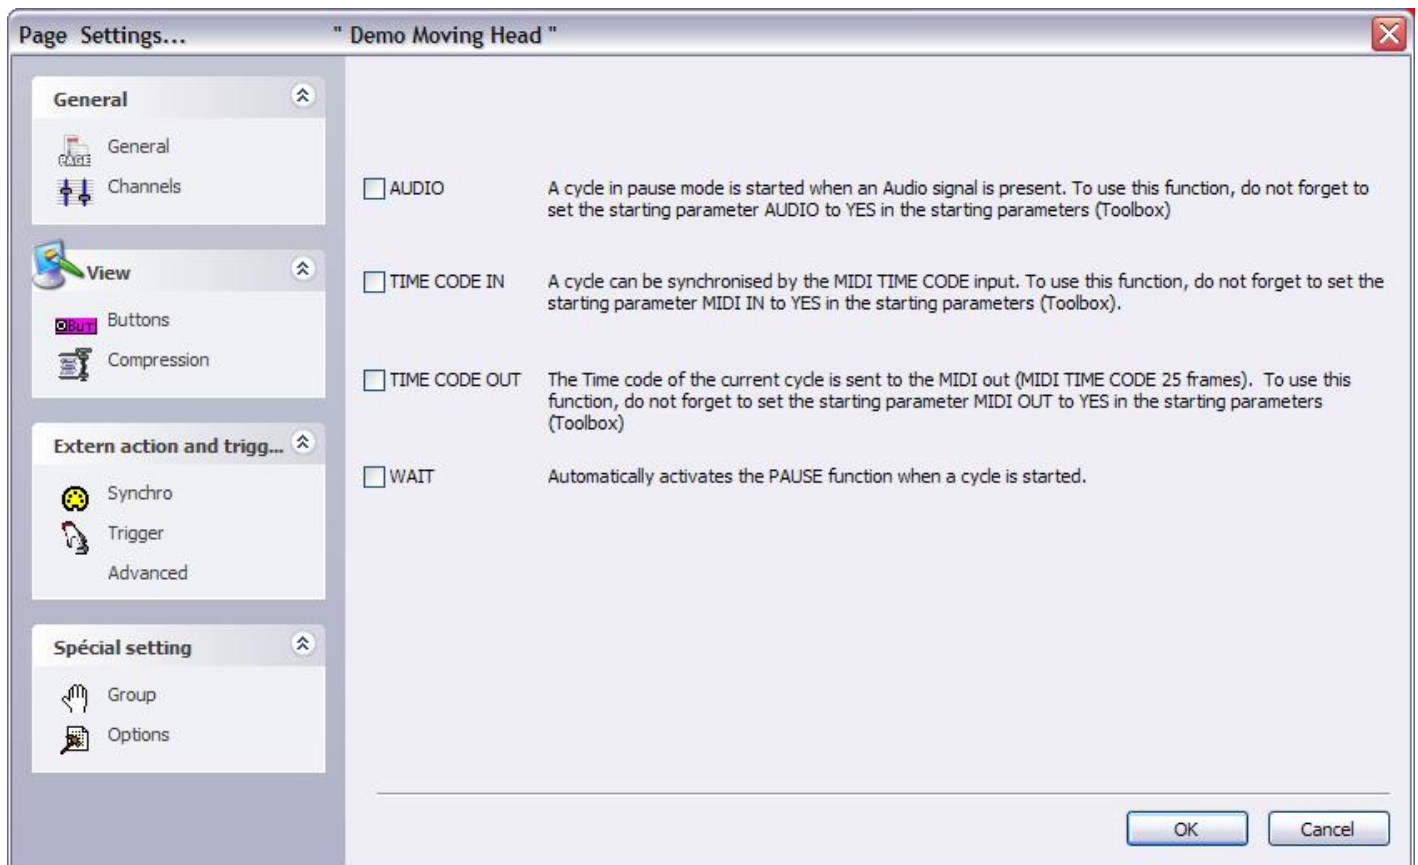 Page Settings... " Demo Moving Head "
General
General
PAGE
Channels
View
Buttons
BUT
Compression
Extern action and trigg...
Synchro
Trigger
Advanced
Spécial setting
Group
Options
AUDIO
A cycle in pause mode is started when an Audio signal is present. To use this function, do not forget to
set the starting parameter AUDIO to YES in the starting parameters (Toolbox)
TIME CODE IN
A cycle can be synchronised by the MIDI TIME CODE input. To use this function, do not forget to set the
starting parameter MIDI IN to YES in the starting parameters (Toolbox).
TIME CODE OUT
The Time code of the current cycle is sent to the MIDI out (MIDI TIME CODE 25 frames). To use this
function, do not forget to set the starting parameter MIDI OUT to YES in the starting parameters
(Toolbox)
WAIT
Automatically activates the PAUSE function when a cycle is started.
OK
Cancel